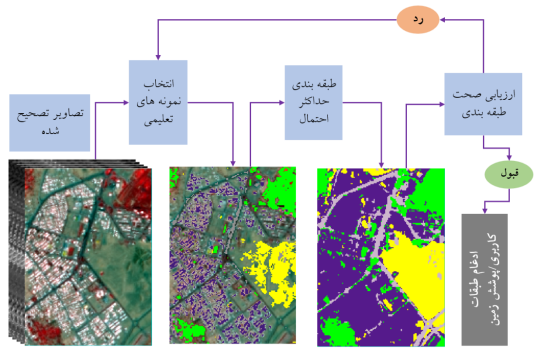 رد
انتخاب
نمونه های
تعلیمی
طبقه بندی
حداکثر
احتمال
ارزیابی صحت
طبقه بندی
تصاویر تصحیح
شده
قبول
ادغام طبقات
کاربری/پوشش زمین